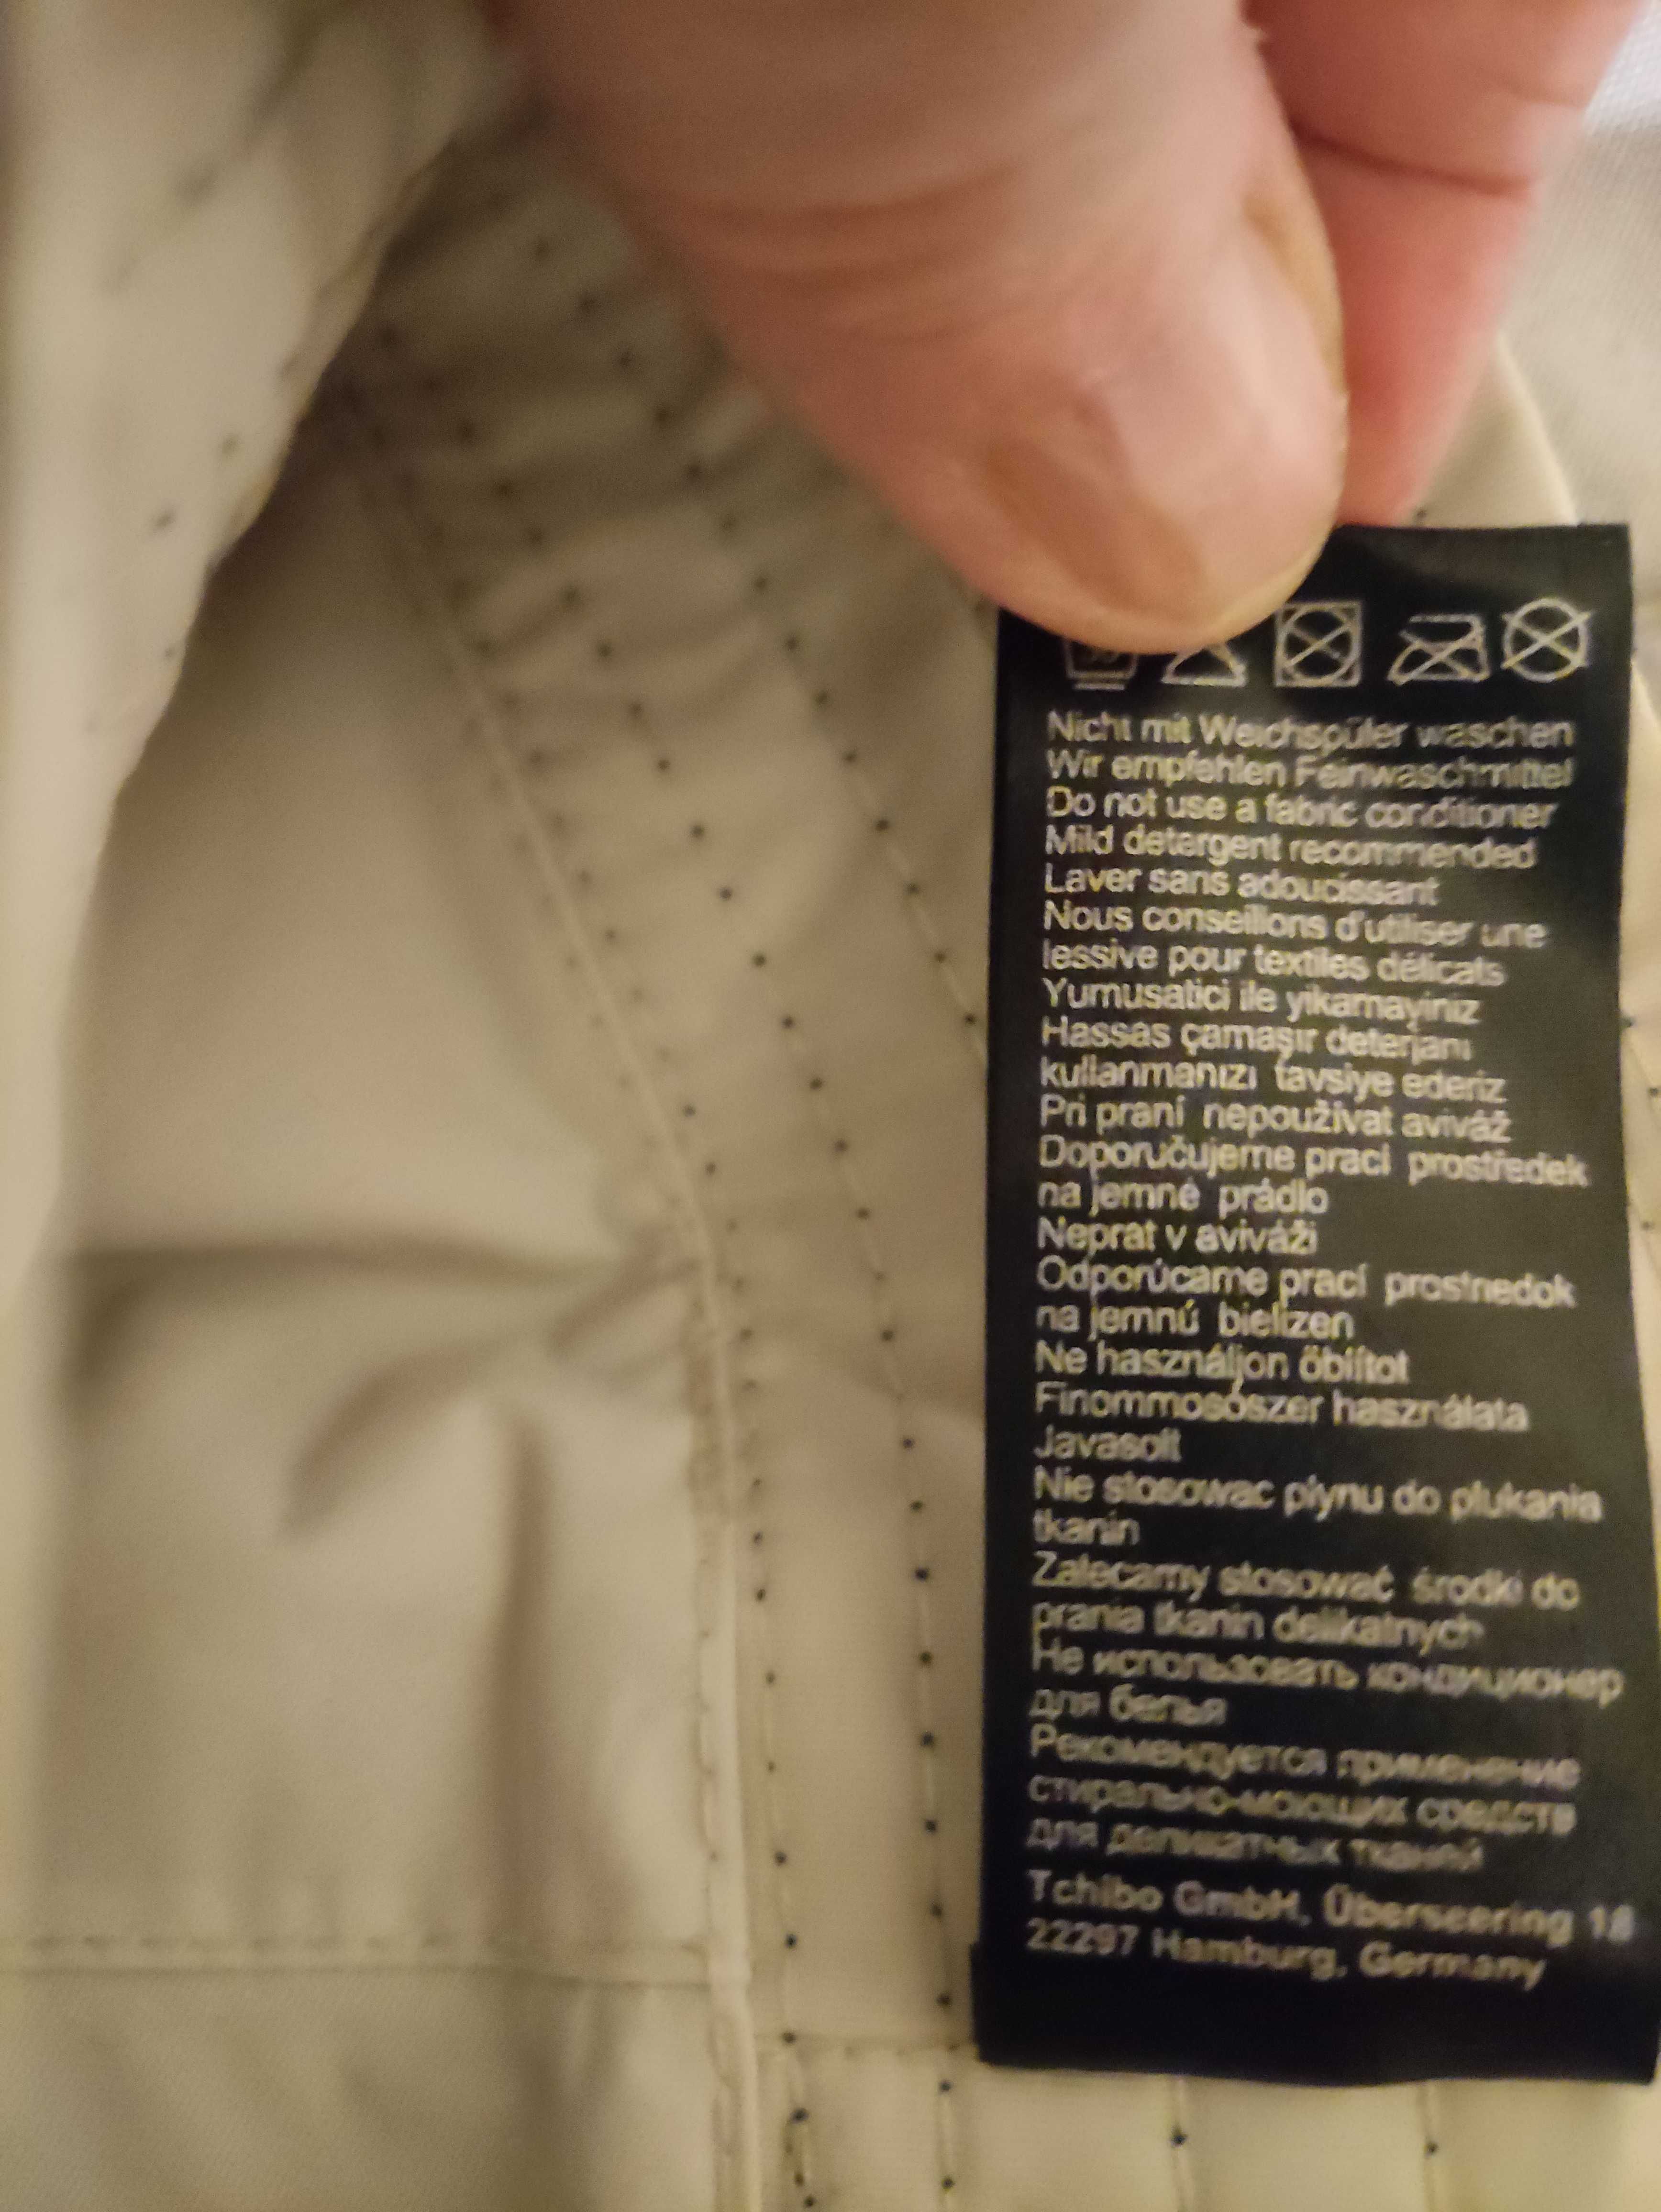 Nicht mit Weichspüler waschen
Wir empfehlen Feinwaschmittel
Do not use a fabric conditioner
Mild detergent recommended
Laver sans adoucissant
Nous conseillons d'utiliser une
lessive pour textiles délicats
Yumusatici ile yikamayiniz
Hassas çamaşır deterjanı
kullanmanızı tavsiye ederiz
Pri praní nepoužívat aviváž
Doporučujeme prací prostředek
na jemné prádlo
Neprat v aviváži
Odporúcame prací prostriedok
na jemnú bielizen
Ne használjon öblítot
Finommosószer használata
Javasolt
Nie stosowac plynu do plukania
tkanin
Zalecamy stosować środki do
prania tkanin delikatnych
Не использовать кондиционер
для белья
Рекомендуется применение
стирально-моющих средств
для деликатных тканей
Tchibo GmbH, Überseering 18
22297 Hamburg, Germany